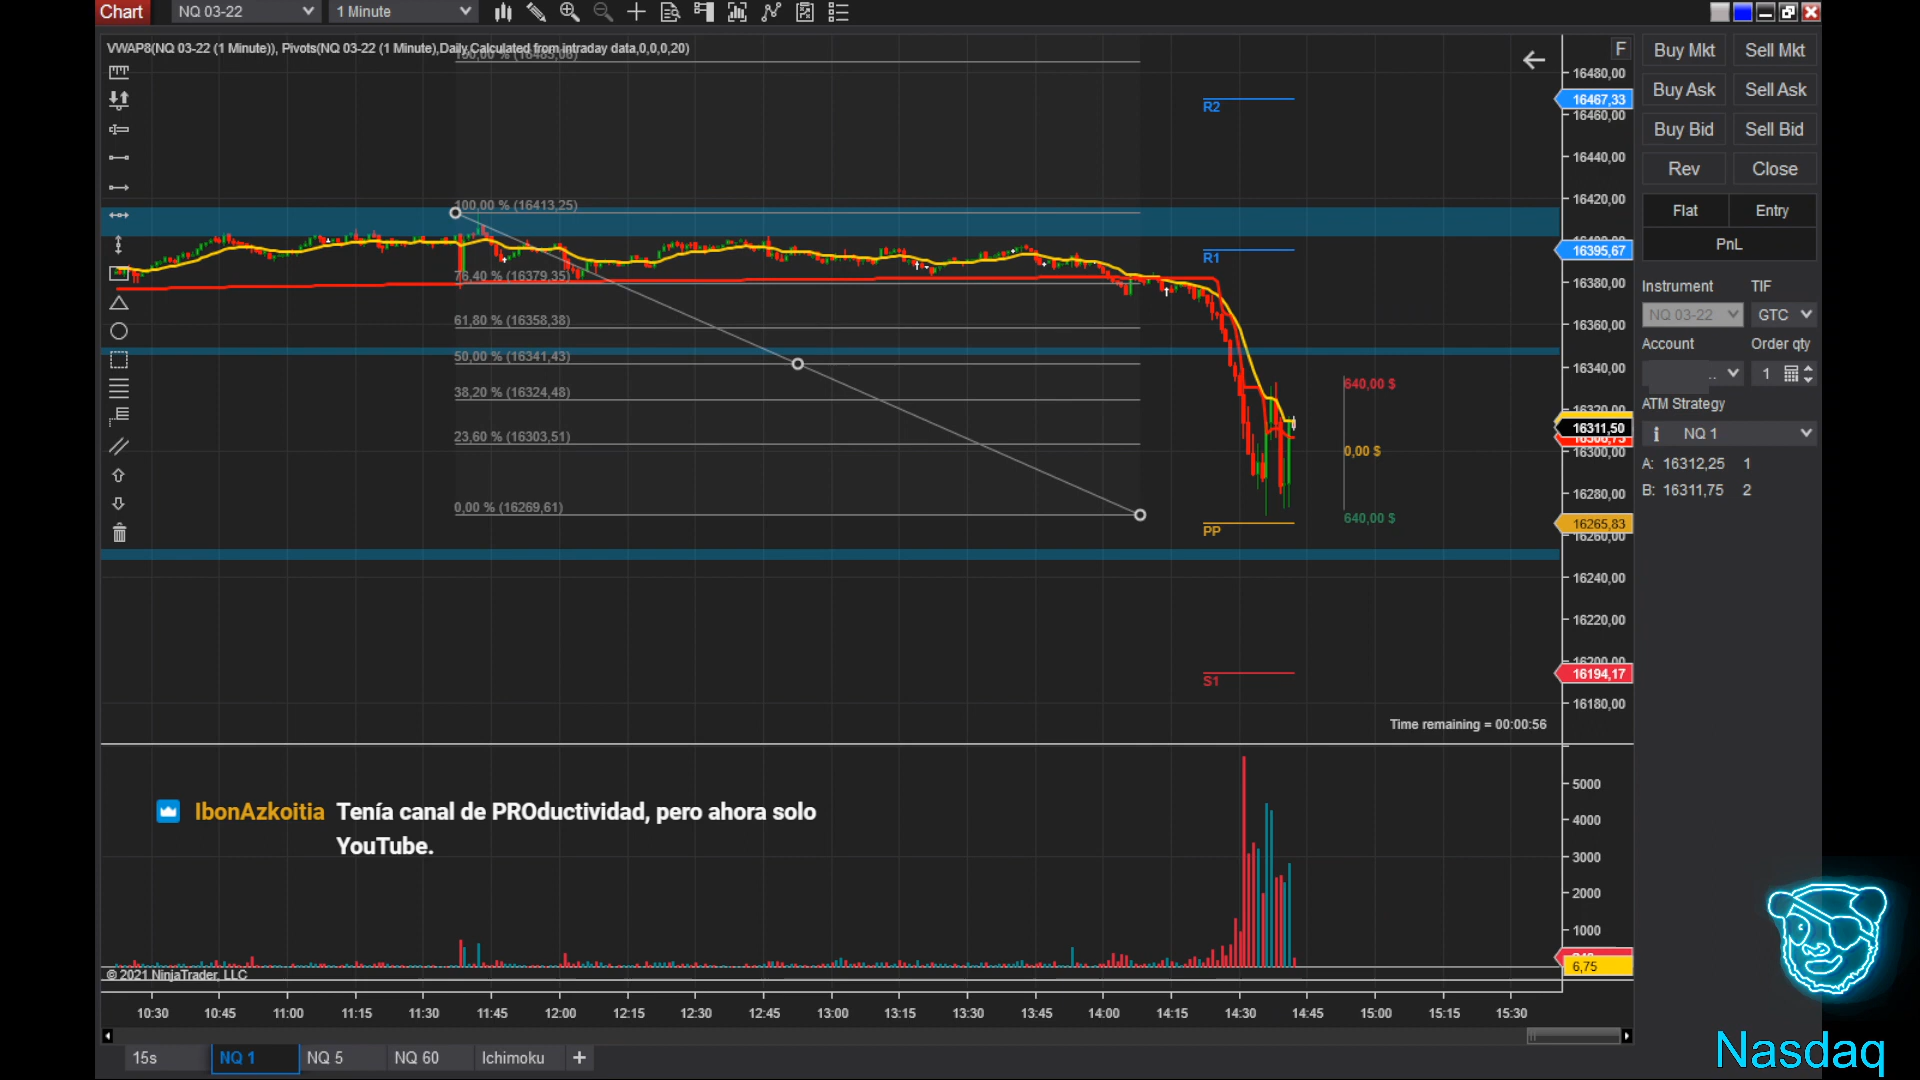 Chart NQ 03-22 1 Minute
VWAP8(NQ 03-22 (1 Minute)), Pivots(NQ 03-22 (1 Minute),Daily,Calculated from intraday data,0,0,0,20)
F
Buy Mkt Sell Mkt
Buy Ask Sell Ask
Buy Bid Sell Bid
Rev Close
Flat Entry
PnL
Instrument TIF
NQ 03-22 GTC
Account Order qty
.. 1
ATM Strategy
NQ 1
A: 16312,25 1
B: 16311,75 2
16480,00
16467,33
16460,00
16440,00
16420,00
16395,67
16380,00
16360,00
16340,00
16311,50
16300,00
16280,00
16265,83
16260,00
16240,00
16220,00
16200,00
16194,17
16180,00
R2
R1
PP
S1
100,00 % (16413,25)
76,40 % (16379,35)
61,80 % (16358,38)
50,00 % (16341,43)
38,20 % (16324,48)
23,60 % (16303,51)
0,00 % (16269,61)
640,00 $
0,00 $
640,00 $
Time remaining = 00:00:56
IbonAzkoitia Tenía canal de PROductividad, pero ahora solo
YouTube.
5000
4000
3000
2000
1000
6,75
© 2021 NinjaTrader, LLC
10:30 10:45 11:00 11:15 11:30 11:45 12:00 12:15 12:30 12:45 13:00 13:15 13:30 13:45 14:00 14:15 14:30 14:45 15:00 15:15 15:30
15s NQ 1 NQ 5 NQ 60 Ichimoku +
Nasdaq